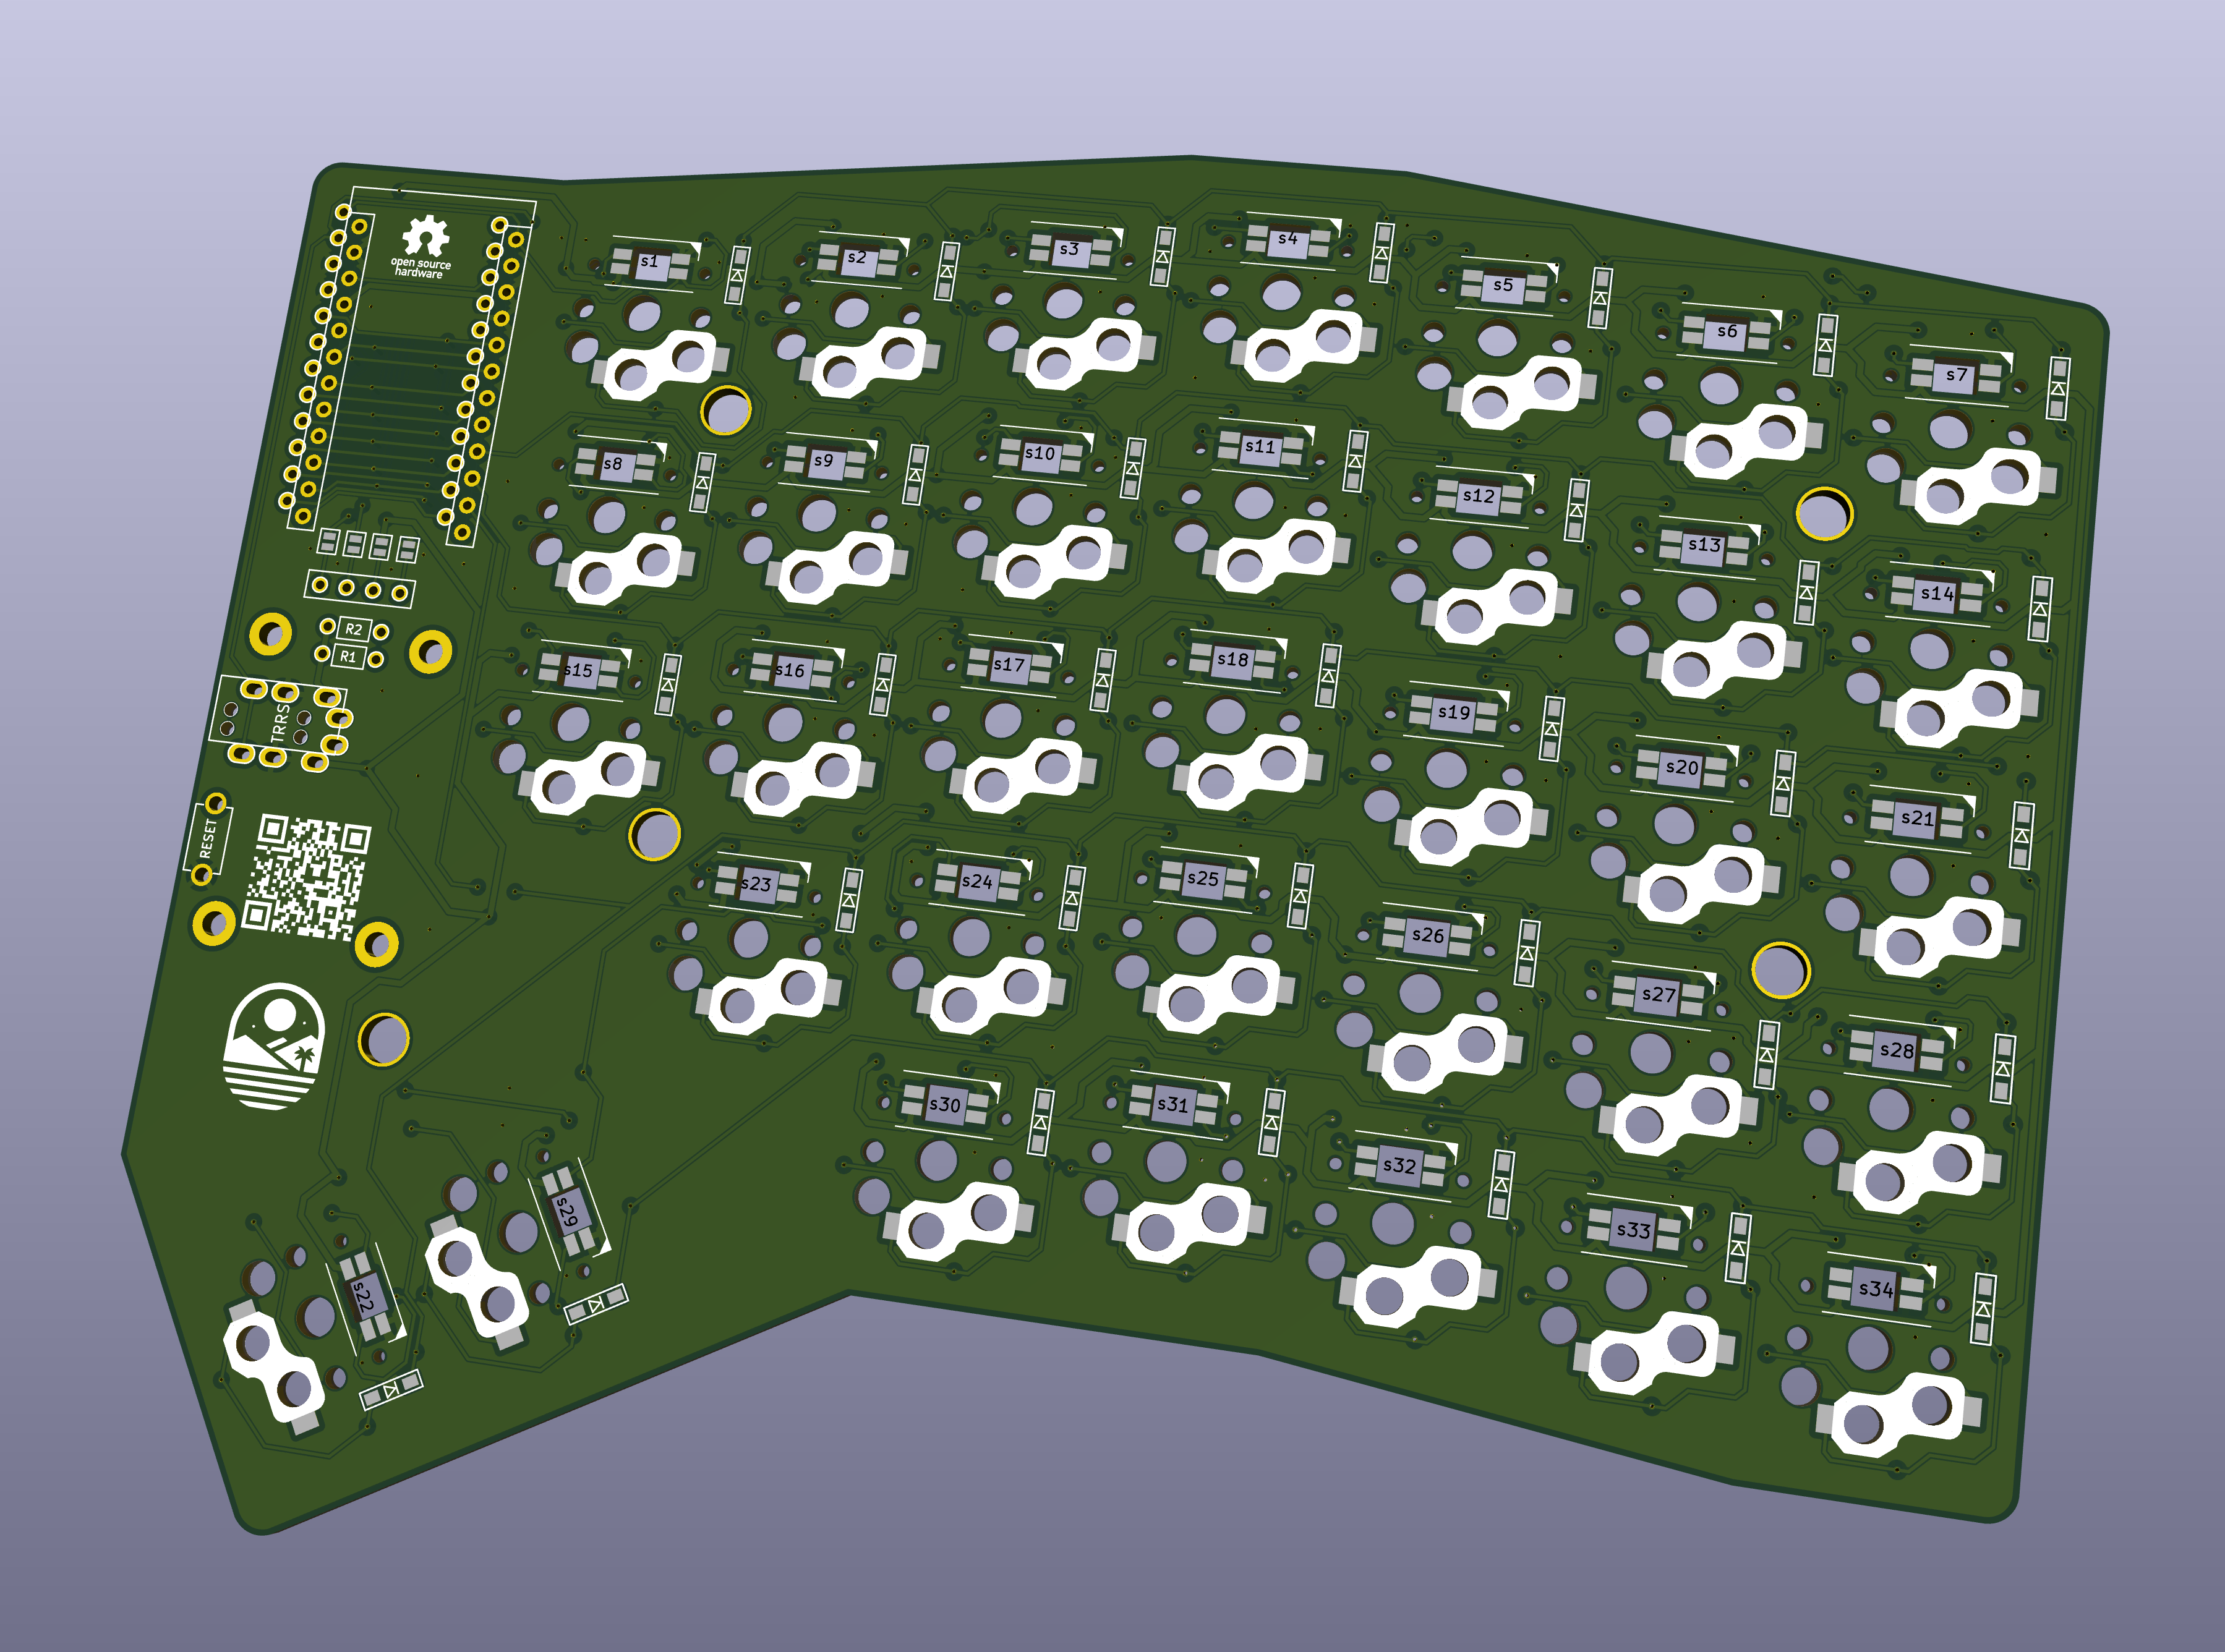 open source
hardware
s1
s2
s3
s4
s5
s6
s7
s8
s9
s10
s11
s12
s13
s14
R2
R1
TRRS
s15
s16
s17
s18
s19
s20
s21
RESET
s23
s24
s25
s26
s27
s28
s22
s29
s30
s31
s32
s33
s34